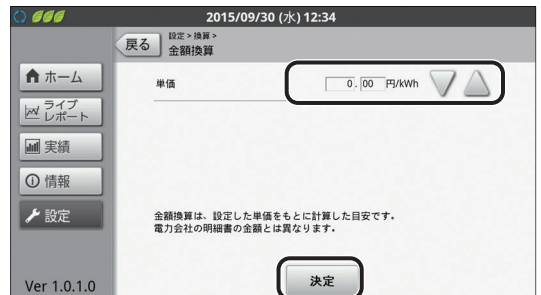 2015/09/30 (水) 12:34
戻る
設定 > 換算 >
金額換算
ホーム
ライブ
レポート
実績
情報
設定
単価 0 . 00 円/kWh
金額換算は、設定した単価をもとに計算した目安です。
電力会社の明細書の金額とは異なります。
決定
Ver 1.0.1.0